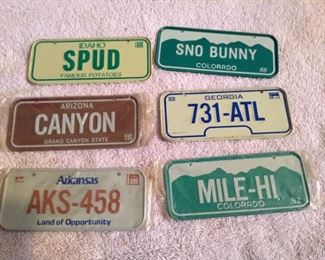 IDAHO
SPUD
FAMOUS POTATOES
SNO BUNNY
COLORADO
88
ARIZONA
CANYON
GRAND CANYON STATE
GEORGIA
731-ATL
Arkansas
AKS-458
Land of Opportunity
MILE-HI
COLORADO